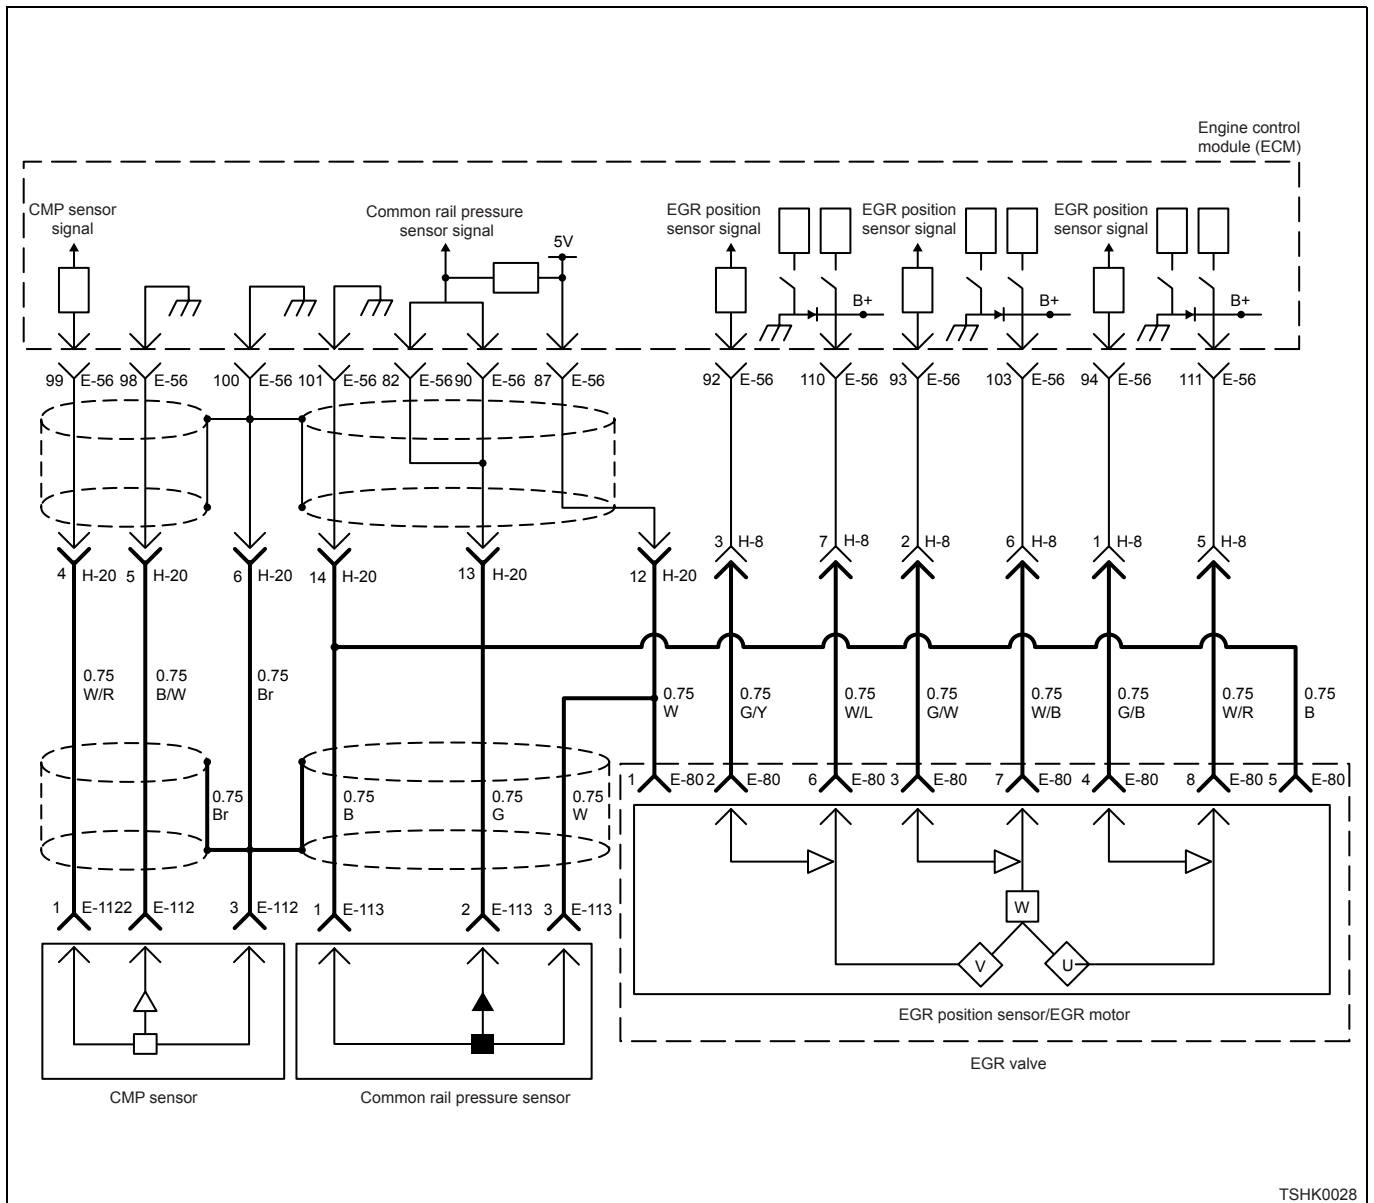 Engine control
module (ECM)
CMP sensor
signal
Common rail pressure
sensor signal
5V
EGR position
sensor signal
B+
EGR position
sensor signal
B+
EGR position
sensor signal
B+
99 E-56 98 E-56 100 E-56 101 E-56 82 E-56 90 E-56 87 E-56 92 E-56 110 E-56 93 E-56 103 E-56 94 E-56 111 E-56
3 H-8 7 H-8 2 H-8 6 H-8 1 H-8 5 H-8
4 H-20 5 H-20 6 H-20 14 H-20 13 H-20 12 H-20
0.75
W/R
0.75
B/W
0.75
Br
0.75
W
0.75
G/Y
0.75
W/L
0.75
G/W
0.75
W/B
0.75
G/B
0.75
W/R
0.75
B
1 E-80 2 E-80 6 E-80 3 E-80 7 E-80 4 E-80 8 E-80 5 E-80
0.75
Br
0.75
B
0.75
G
0.75
W
1 E-112 2 E-112 3 E-112 1 E-113 2 E-113 3 E-113
W
V
U
EGR position sensor/EGR motor
EGR valve
CMP sensor
Common rail pressure sensor
TSHK0028